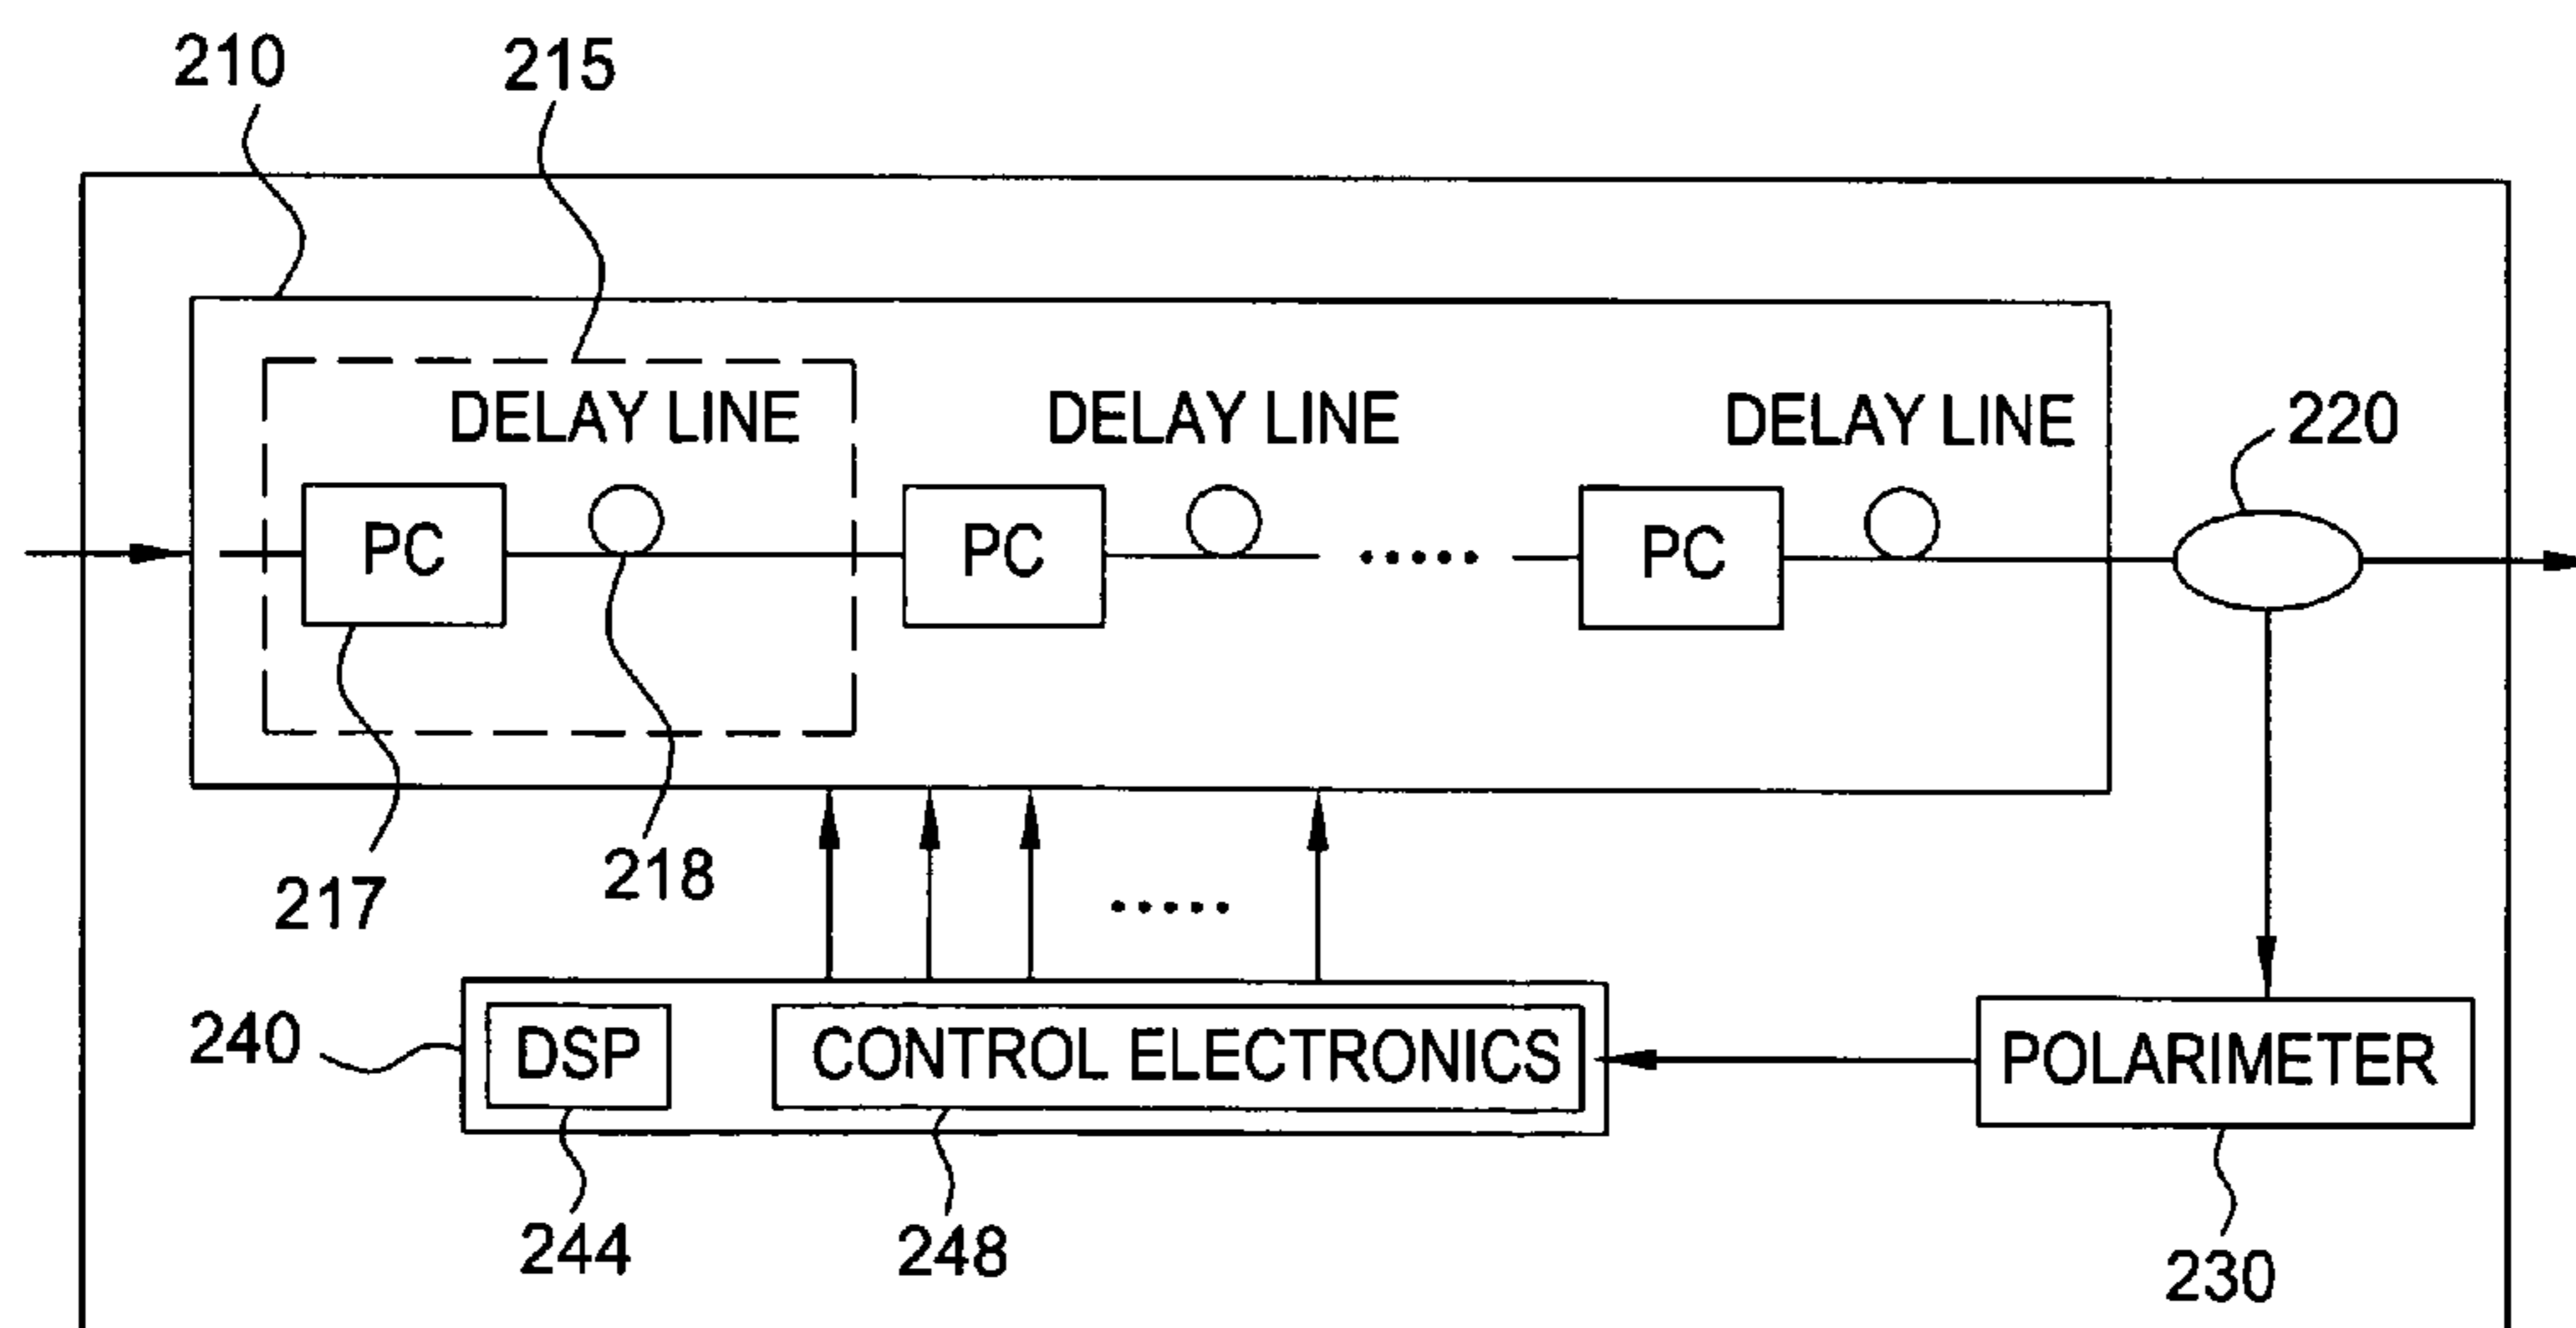 210
215
DELAY LINE
DELAY LINE
DELAY LINE
220
PC
PC
PC
217
218
240
DSP
CONTROL ELECTRONICS
POLARIMETER
244
248
230